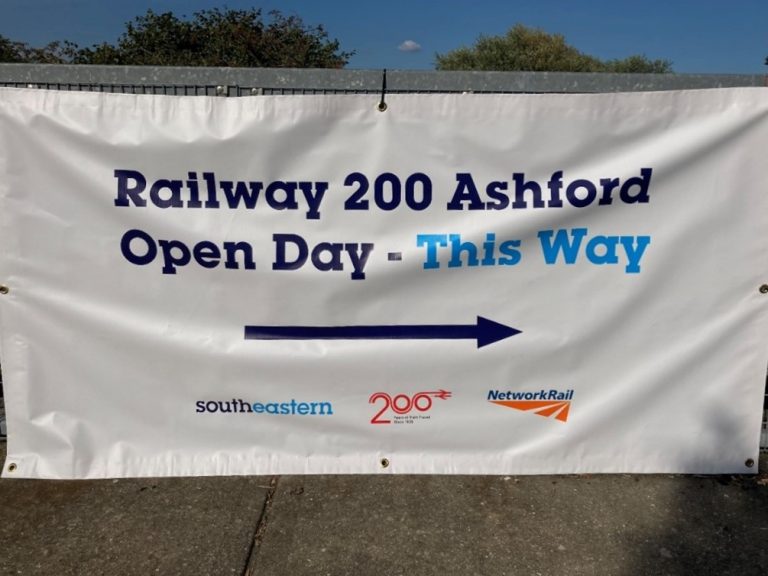 Railway 200 Ashford
Open Day - This Way
southeastern
200
NetworkRail